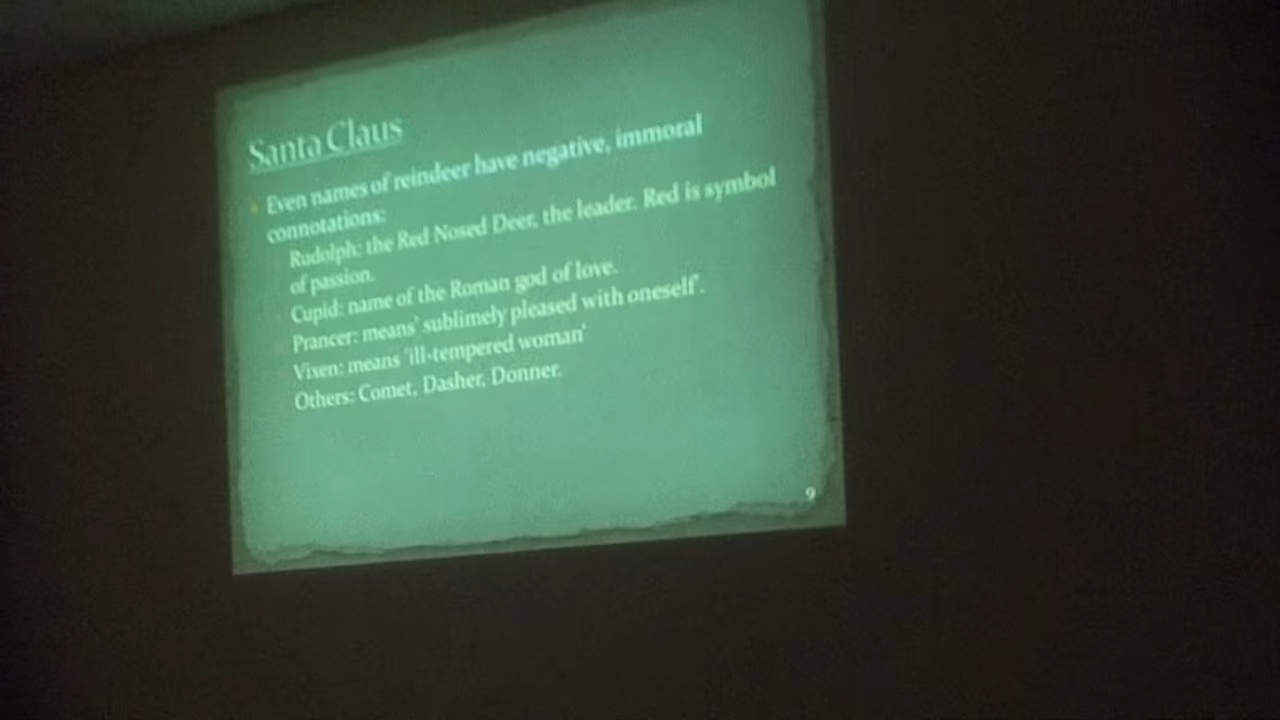 Santa Claus
Even names of reindeer have negative, immoral
connotations:
Rudolph: the Red Nosed Deer, the leader. Red is symbol
of passion.
Cupid: name of the Roman god of love.
Prancer: means' sublimely pleased with oneself'.
Vixen: means 'ill-tempered woman'
Others: Comet, Dasher, Donner.
9